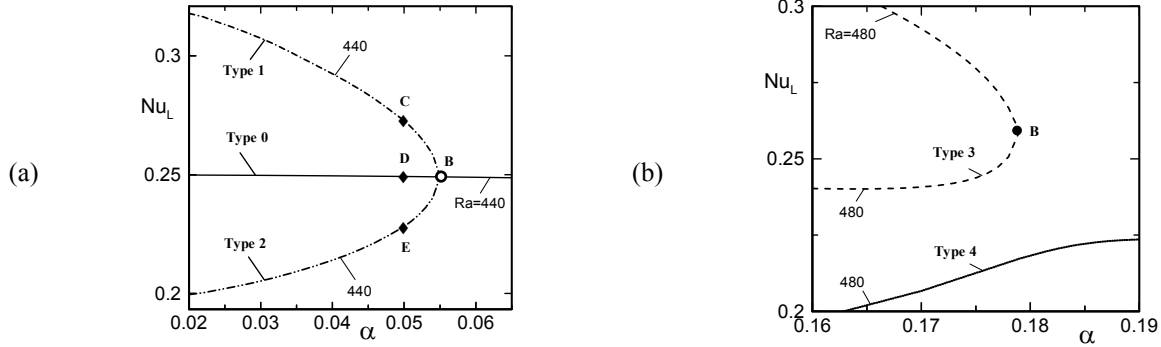 (a)
Nu_L
0.3
0.25
0.2
0.02
0.03
0.04
0.05
0.06
α
Type 1
440
C
Type 0
D
B
Ra=440
E
Type 2
440
(b)
Nu_L
0.3
0.25
0.2
0.16
0.17
0.18
0.19
α
Ra=480
B
Type 3
480
Type 4
480